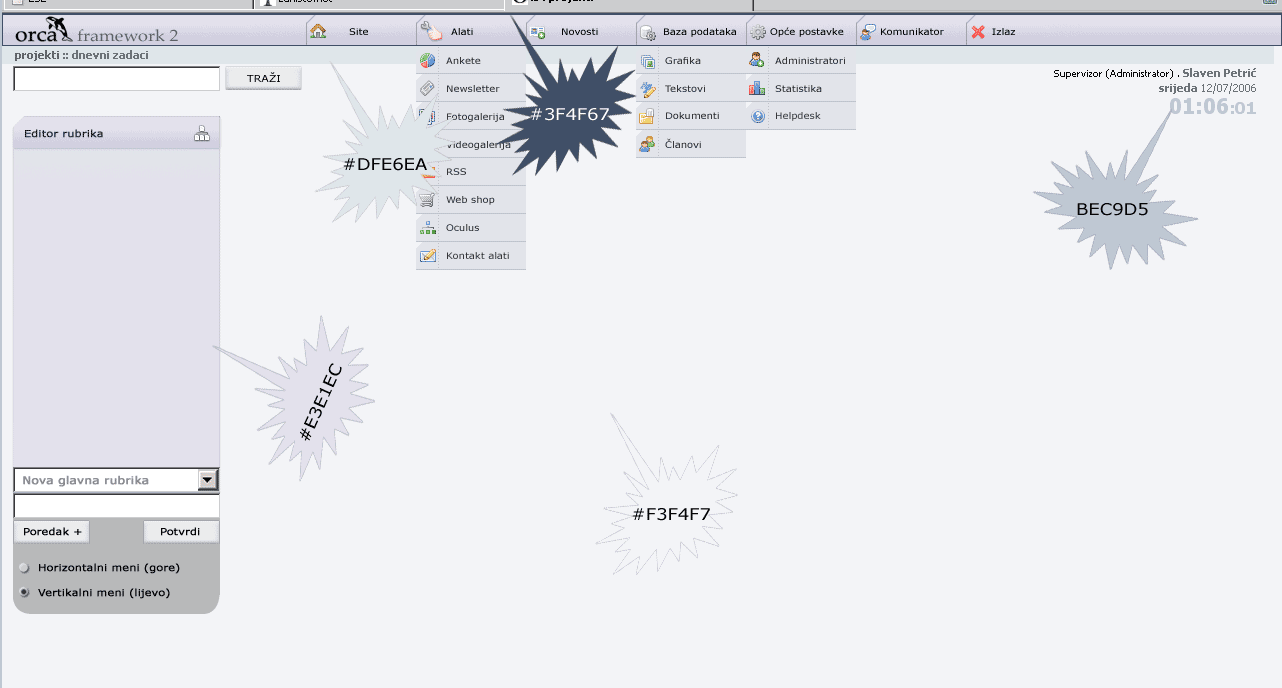 orca framework 2
Site
Alati
Novosti
Baza podataka
Opće postavke
Komunikator
Izlaz
projekti :: dnevni zadaci
TRAŽI
Supervizor (Administrator) . Slaven Petrić
srijeda 12/07/2006
01:06:01
Editor rubrika
Ankete
Newsletter
Fotogalerija
Videogalerija
RSS
Web shop
Oculus
Kontakt alati
Grafika
Tekstovi
Dokumenti
Članovi
Administratori
Statistika
Helpdesk
#DFE6EA
#3F4F67
BEC9D5
#E3E1EC
#F3F4F7
Nova glavna rubrika
Poredak +
Potvrdi
Horizontalni meni (gore)
Vertikalni meni (lijevo)